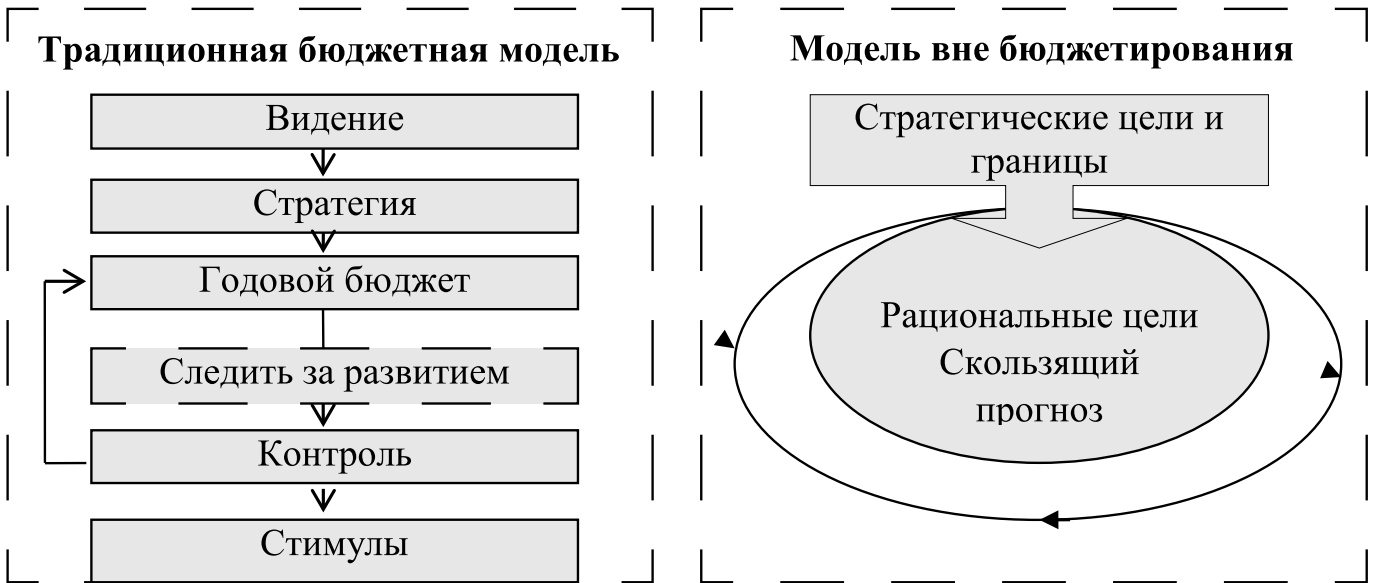 Традиционная бюджетная модель
Видение
Стратегия
Годовой бюджет
Следить за развитием
Контроль
Стимулы
Модель вне бюджетирования
Стратегические цели и
границы
Рациональные цели
Скользящий
прогноз